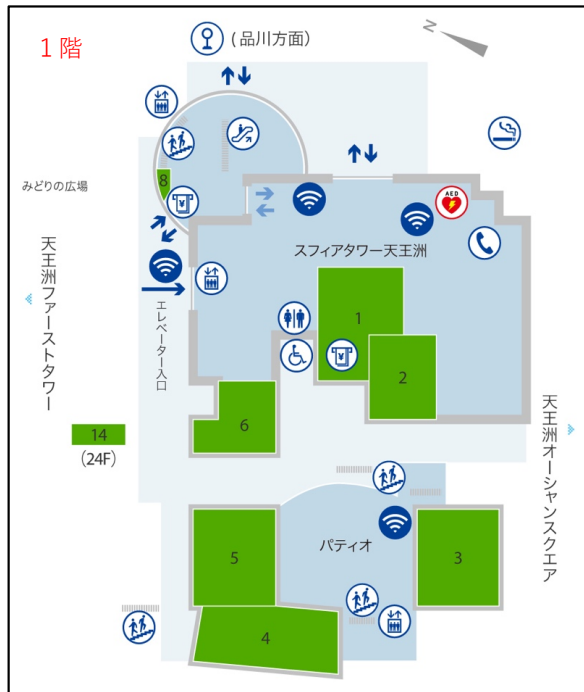 1階
(品川方面)
N
AED
みどりの広場
8
¥
スフィアタワー天王洲
天王洲ファーストタワー
エレベーター入口
1
¥
2
6
14
(24F)
天王洲オーシャンスクエア
パティオ
5
3
4